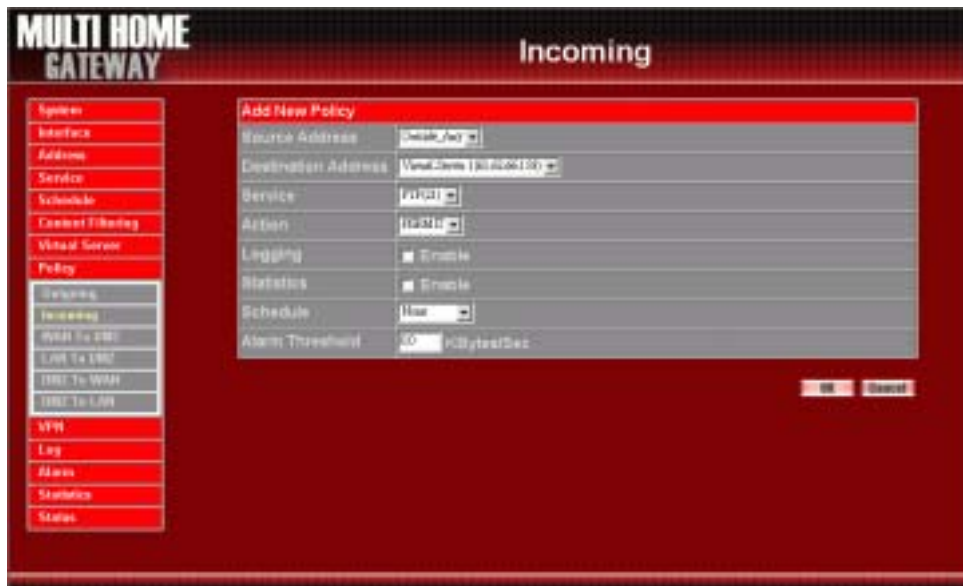 MULTI HOME
GATEWAY
Incoming
System
Interface
Address
Service
Schedule
Content Filtering
Virtual Server
Policy
Outgoing
Incoming
WAN To DMZ
LAN To DMZ
DMZ To WAN
DMZ To LAN
VPN
Log
Alarm
Statistics
Status
Add New Policy
Source Address
Destination Address
Service
Action
Logging Enable
Statistics Enable
Schedule Hour
Alarm Threshold KBytes/Sec
OK Cancel